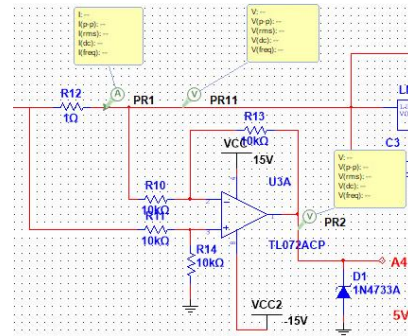 I: --
I(p-p): --
I(rms): --
I(dc): --
I(freq): --
V: --
V(p-p): --
V(rms): --
V(dc): --
V(freq): --
R12
1Ω
A
PR1
V
PR11
R13
10kΩ
VCC
15V
C3
U3A
R10
10kΩ
R11
10kΩ
R14
10kΩ
V: --
V(p-p): --
V(rms): --
V(dc): --
V(freq): --
V
PR2
TL072ACP
A4
D1
1N4733A
VCC2
-15V
5V